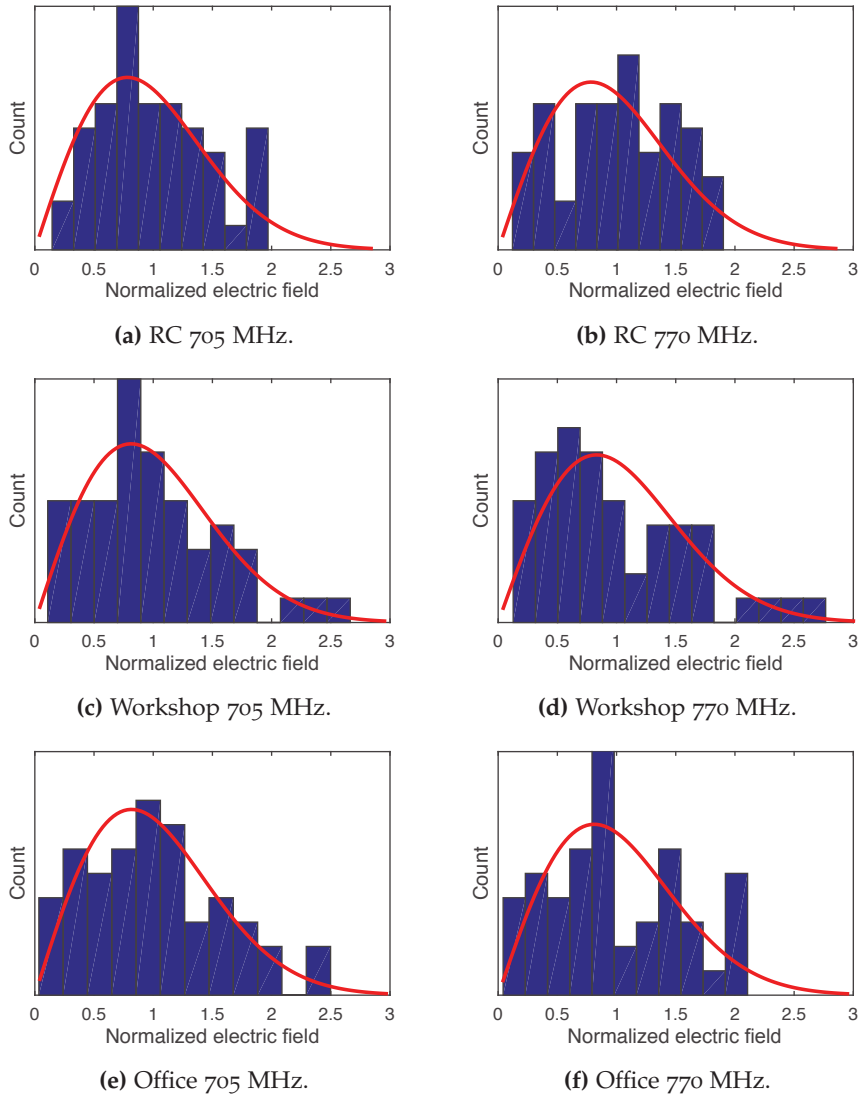 Count
0 0.5 1 1.5 2 2.5 3
Normalized electric field
(a) RC 705 MHz.
Count
0 0.5 1 1.5 2 2.5 3
Normalized electric field
(b) RC 770 MHz.
Count
0 0.5 1 1.5 2 2.5 3
Normalized electric field
(c) Workshop 705 MHz.
Count
0 0.5 1 1.5 2 2.5 3
Normalized electric field
(d) Workshop 770 MHz.
Count
0 0.5 1 1.5 2 2.5 3
Normalized electric field
(e) Office 705 MHz.
Count
0 0.5 1 1.5 2 2.5 3
Normalized electric field
(f) Office 770 MHz.